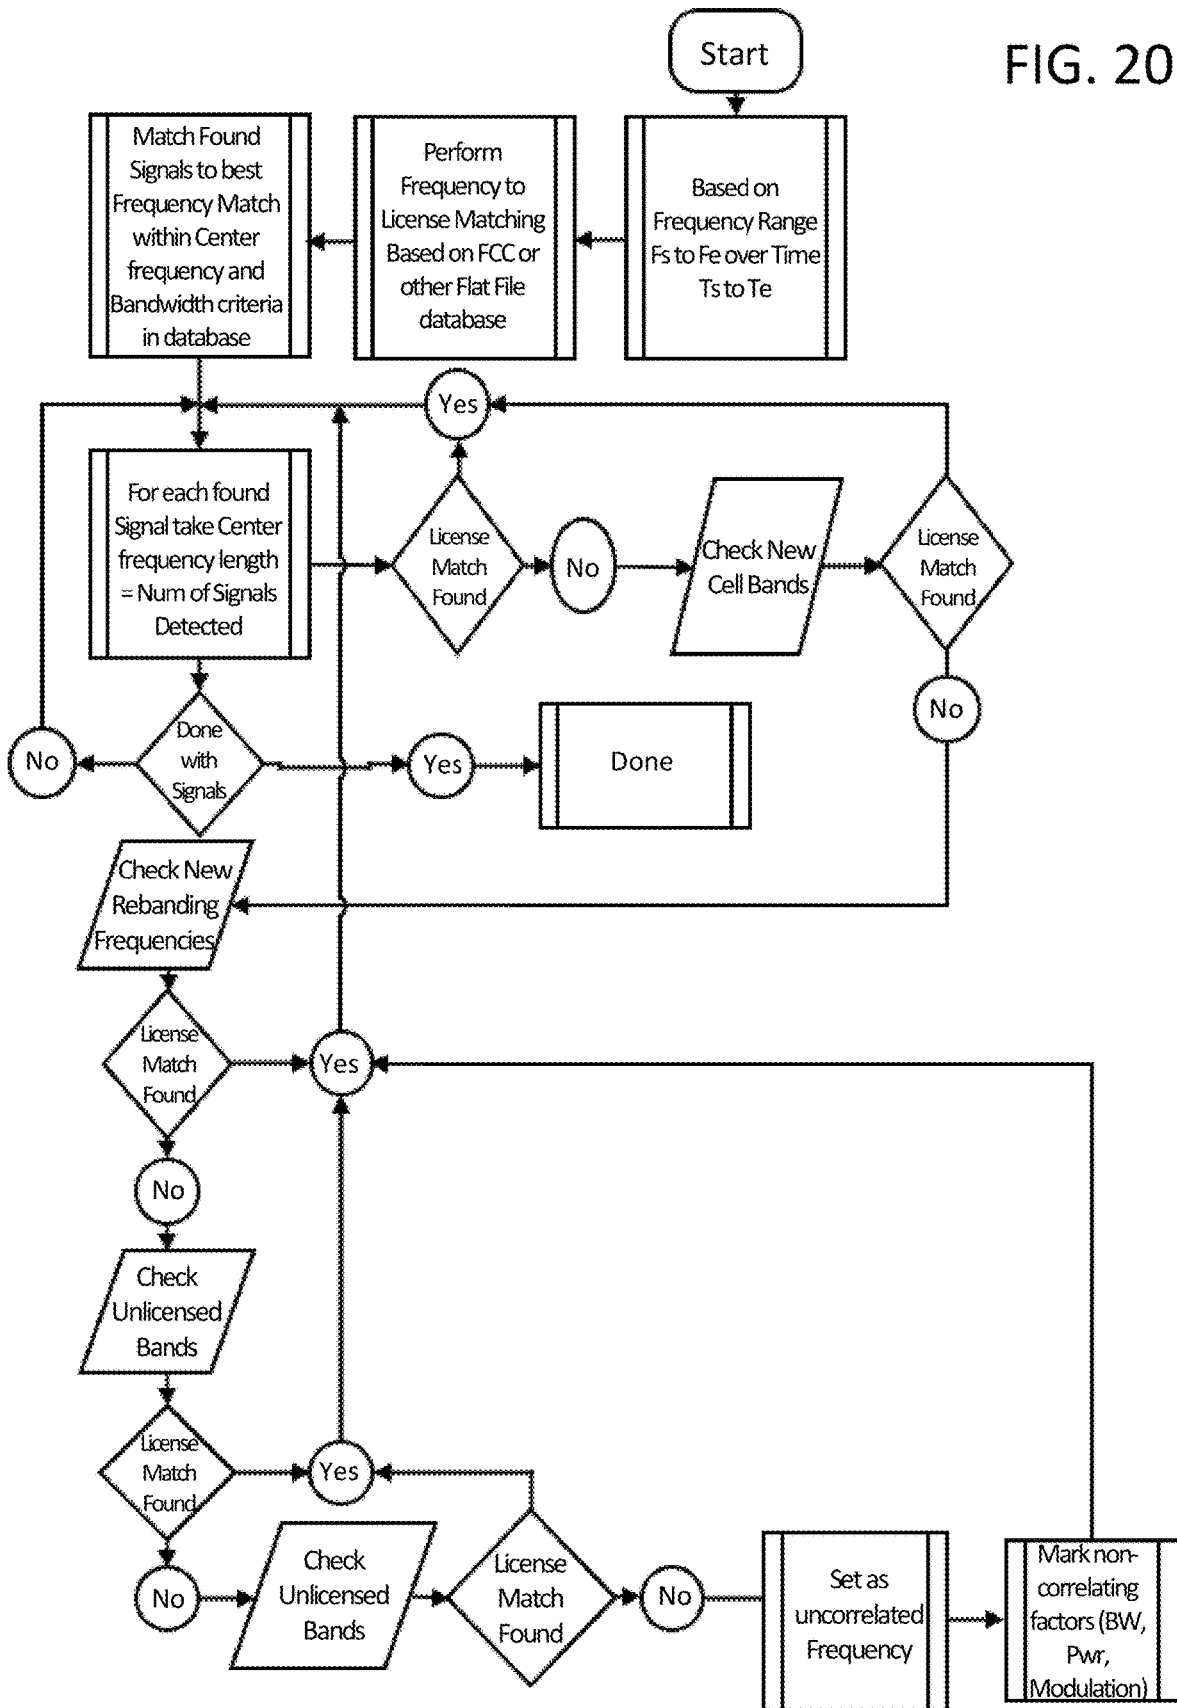 Start
FIG. 20
Match Found
Signals to best
Frequency Match
within Center
frequency and
Bandwidth criteria
in database
Perform
Frequency to
License Matching
Based on FCC or
other Flat File
database
Based on
Frequency Range
Fs to Fe over Time
Ts to Te
Yes
For each found
Signal take Center
frequency length
= Num of Signals
Detected
License
Match
Found
No
Check New
Cell Bands
License
Match
Found
No
Done
with
Signals
No
Yes
Done
Check New
Rebanding
Frequencies
License
Match
Found
Yes
No
Check
Unlicensed
Bands
License
Match
Found
Yes
No
Check
Unlicensed
Bands
License
Match
Found
No
Set as
uncorrelated
Frequency
Mark non-
correlating
factors (BW,
Pwr,
Modulation)